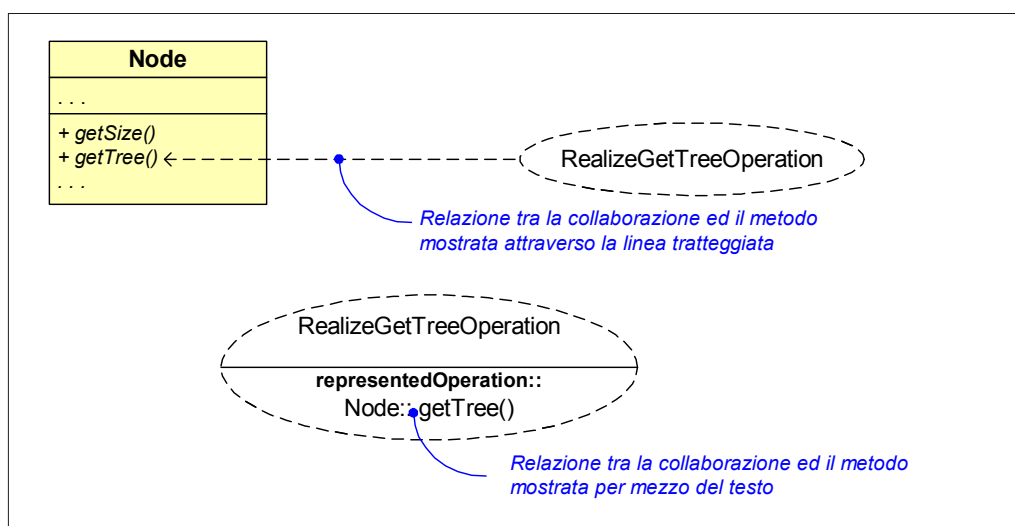 Node
. . .
+ getSize()
+ getTree()
. . .
RealizeGetTreeOperation
Relazione tra la collaborazione ed il metodo
mostrata attraverso la linea tratteggiata
RealizeGetTreeOperation
representedOperation::
Node:: getTree()
Relazione tra la collaborazione ed il metodo
mostrata per mezzo del testo